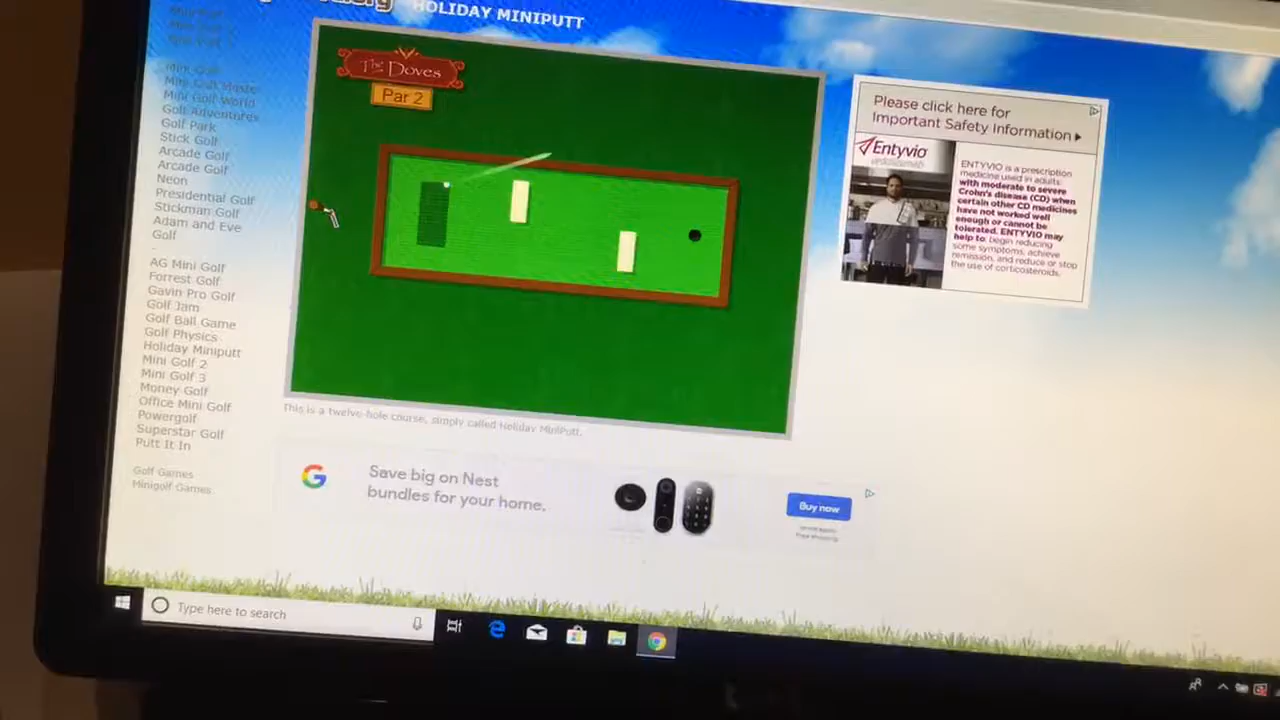 HOLIDAY MINIPUTT
Mini Golf
Mini Golf World
Golf Adventures
Golf Park
Stick Golf
Arcade Golf
Arcade Golf
Neon
Presidential Golf
Stickman Golf
Adam and Eve
Golf
AG Mini Golf
Forrest Golf
Gavin Pro Golf
Golf Jam
Golf Ball Game
Golf Physics
Holiday Miniputt
Mini Golf 2
Mini Golf 3
Money Golf
Office Mini Golf
Powergolf
Superstar Golf
Putt It In
Golf Games
Minigolf Games
The Doves
Par 2
This is a twelve-hole course, simply called Holiday MiniPutt.
Please click here for
Important Safety Information
Entyvio
vedolizumab
ENTYVIO is a prescription
medicine used in adults
with moderate to severe
Crohn's disease (CD) when
certain other CD medicines
have not worked well
enough or cannot be
tolerated. ENTYVIO may
help to: begin reducing
some symptoms, achieve
remission, and reduce or stop
the use of corticosteroids.
Save big on Nest
bundles for your home.
Buy now
Type here to search